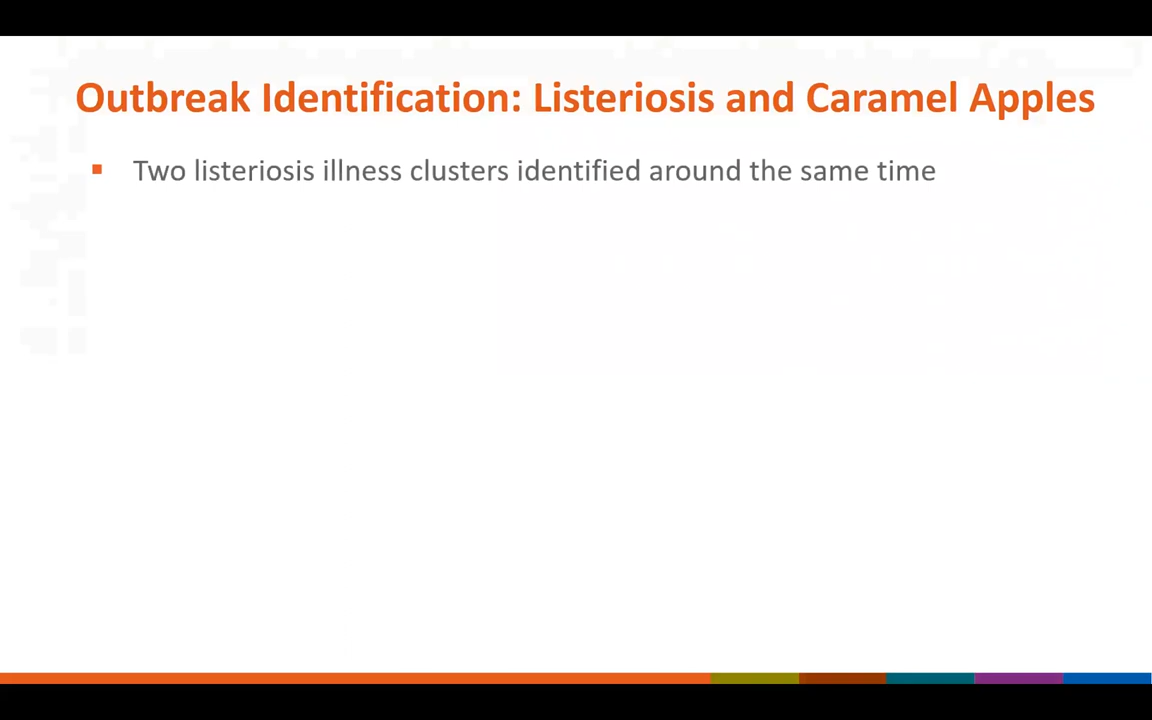 Outbreak Identification: Listeriosis and Caramel Apples
Two listeriosis illness clusters identified around the same time